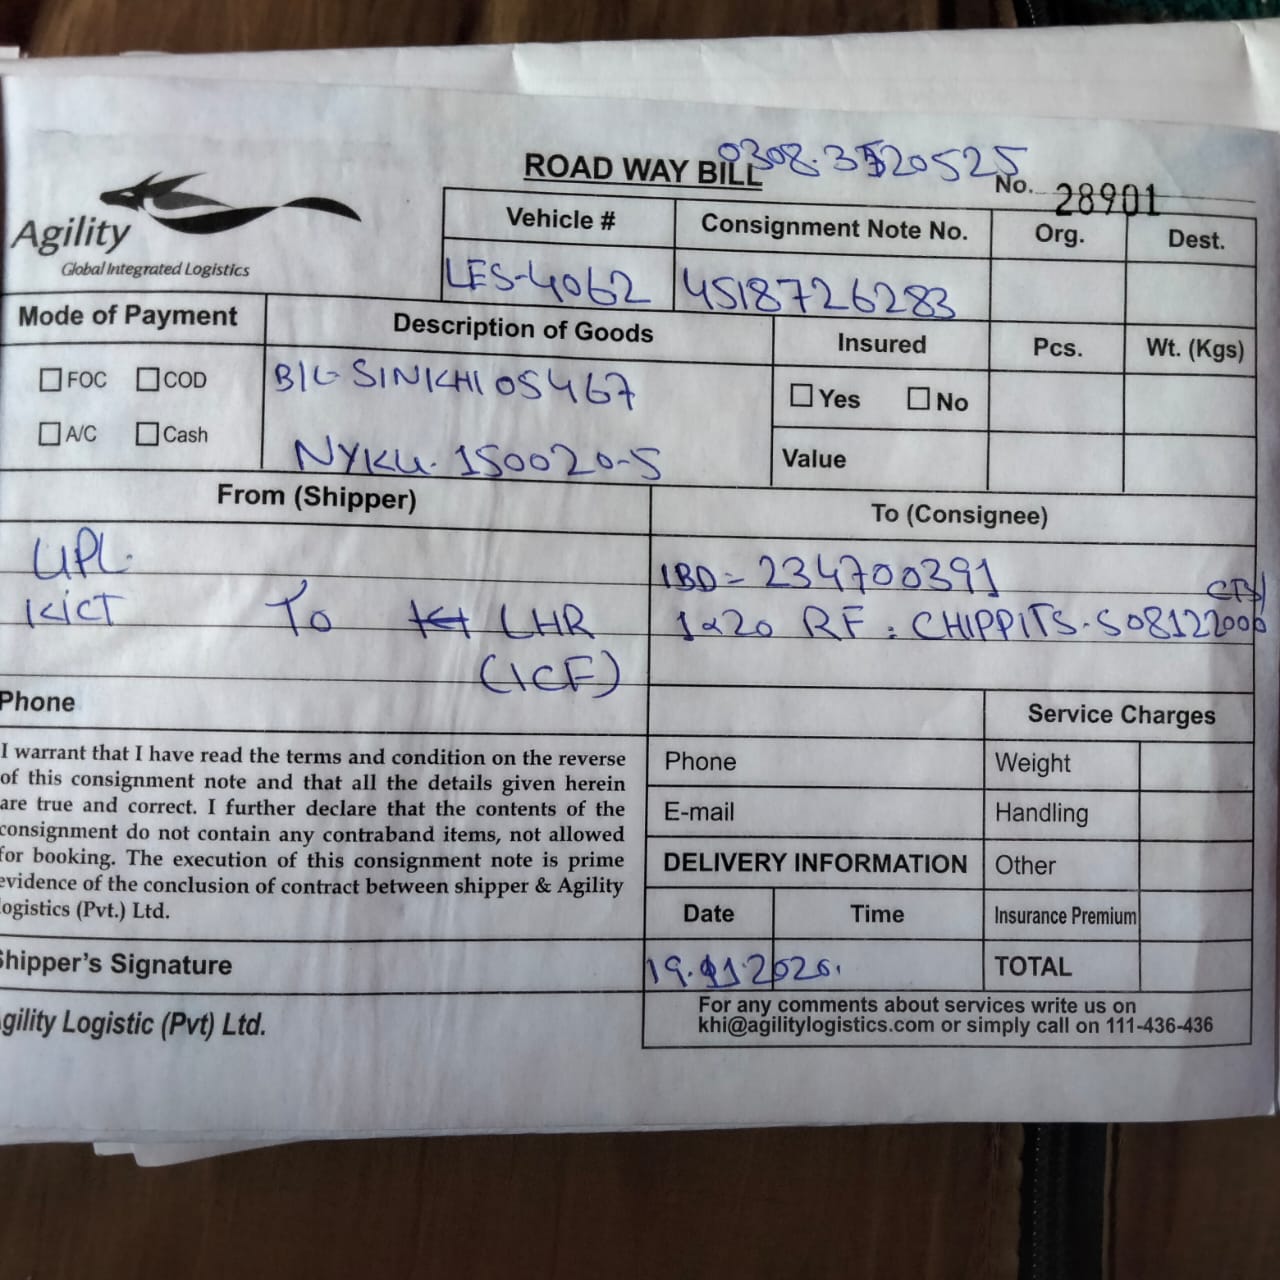 ROAD WAY BILL 0308.3520525
No. 28901
Agility
Global Integrated Logistics
Vehicle # Consignment Note No. Org. Dest.
LES-4062 4518726283
Mode of Payment Description of Goods Insured Pcs. Wt. (Kgs)
FOC COD Yes No
A/C Cash Value
B/L SINKHI05467
NYKU. 150020-5
From (Shipper) To (Consignee)
UPL.
KICT To LHR
(ICF)
IBD = 234700391
1x20 RF : CHIPPITS. S08122000
Phone Service Charges
I warrant that I have read the terms and condition on the reverse
of this consignment note and that all the details given herein
are true and correct. I further declare that the contents of the
consignment do not contain any contraband items, not allowed
for booking. The execution of this consignment note is prime
evidence of the conclusion of contract between shipper & Agility
ogistics (Pvt.) Ltd.
Phone Weight
E-mail Handling
DELIVERY INFORMATION Other
Date Time Insurance Premium
19.11.2020. TOTAL
Shipper's Signature
gility Logistic (Pvt) Ltd.
For any comments about services write us on
khi@agilitylogistics.com or simply call on 111-436-436